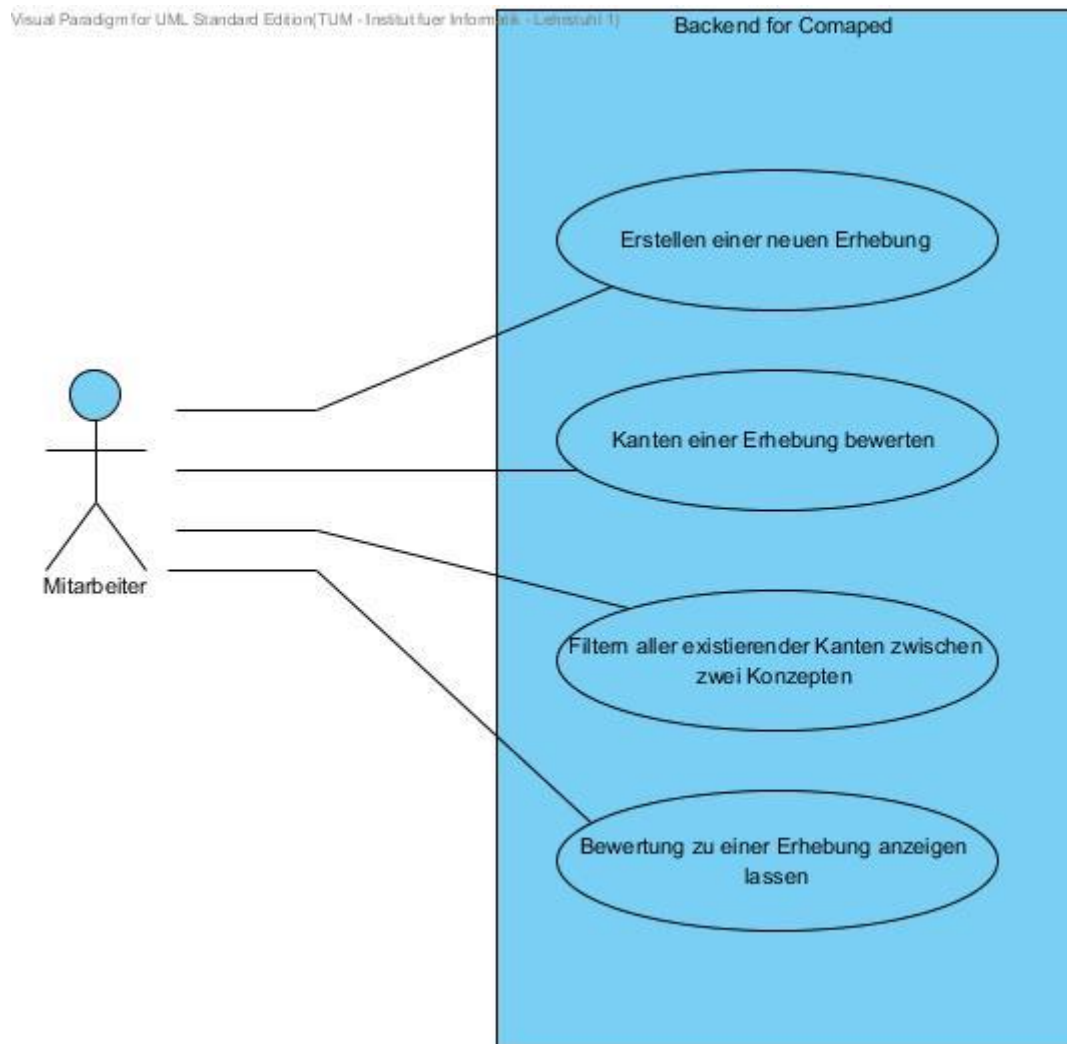 Visual Paradigm for UML Standard Edition(TUM - Institut fuer Informatik - Lehrstuhl 1)
Backend for Comaped
Erstellen einer neuen Erhebung
Kanten einer Erhebung bewerten
Mitarbeiter
Filtern aller existierender Kanten zwischen
zwei Konzepten
Bewertung zu einer Erhebung anzeigen
lassen